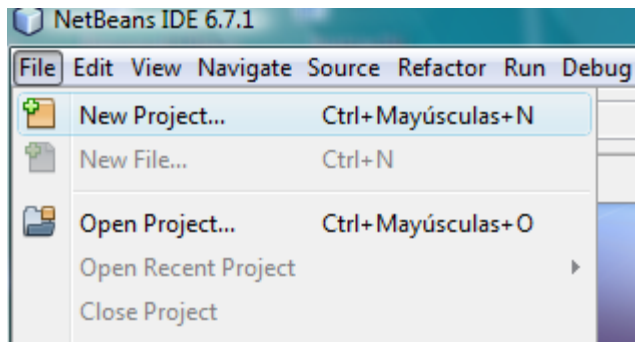 NetBeans IDE 6.7.1
File Edit View Navigate Source Refactor Run Debug
New Project... Ctrl+Mayúsculas+N
New File... Ctrl+N
Open Project... Ctrl+Mayúsculas+O
Open Recent Project
Close Project